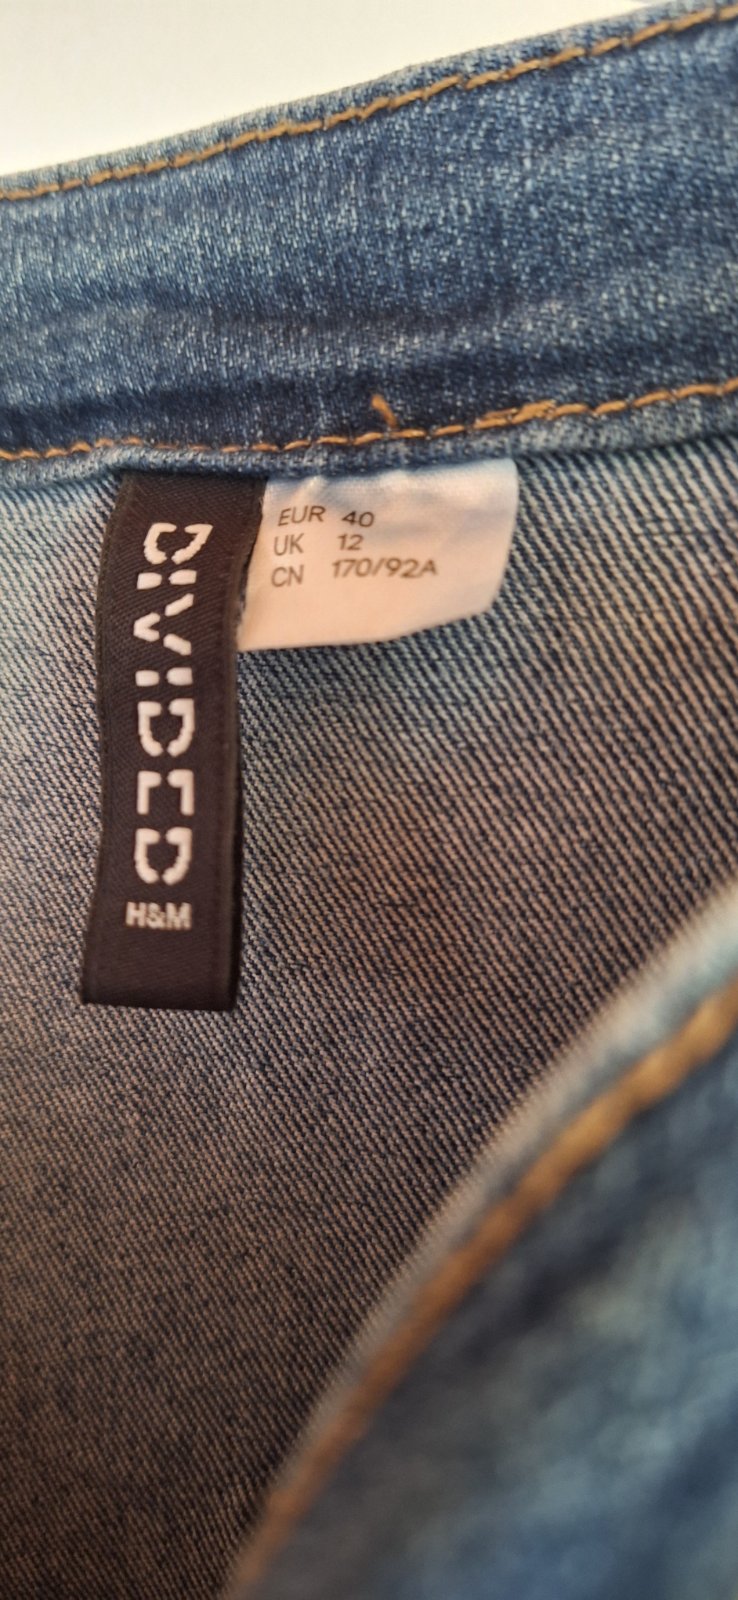 DIVIDED
H&M
EUR 40
UK 12
CN 170/92A